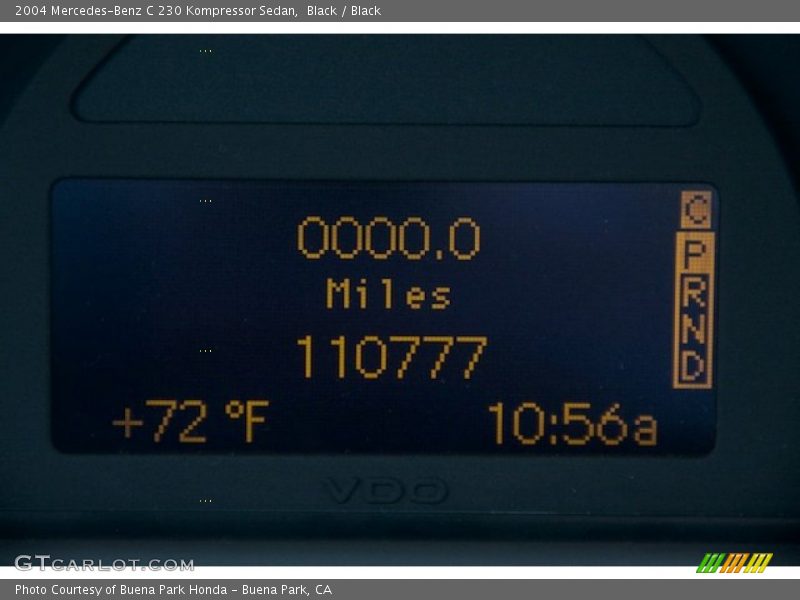 2004 Mercedes-Benz C 230 Kompressor Sedan,  Black / Black
0000.0
Miles
110777
+72 °F
10:56a
C
P
R
N
D
VDO
GTCARLOT.COM
Photo Courtesy of Buena Park Honda - Buena Park, CA